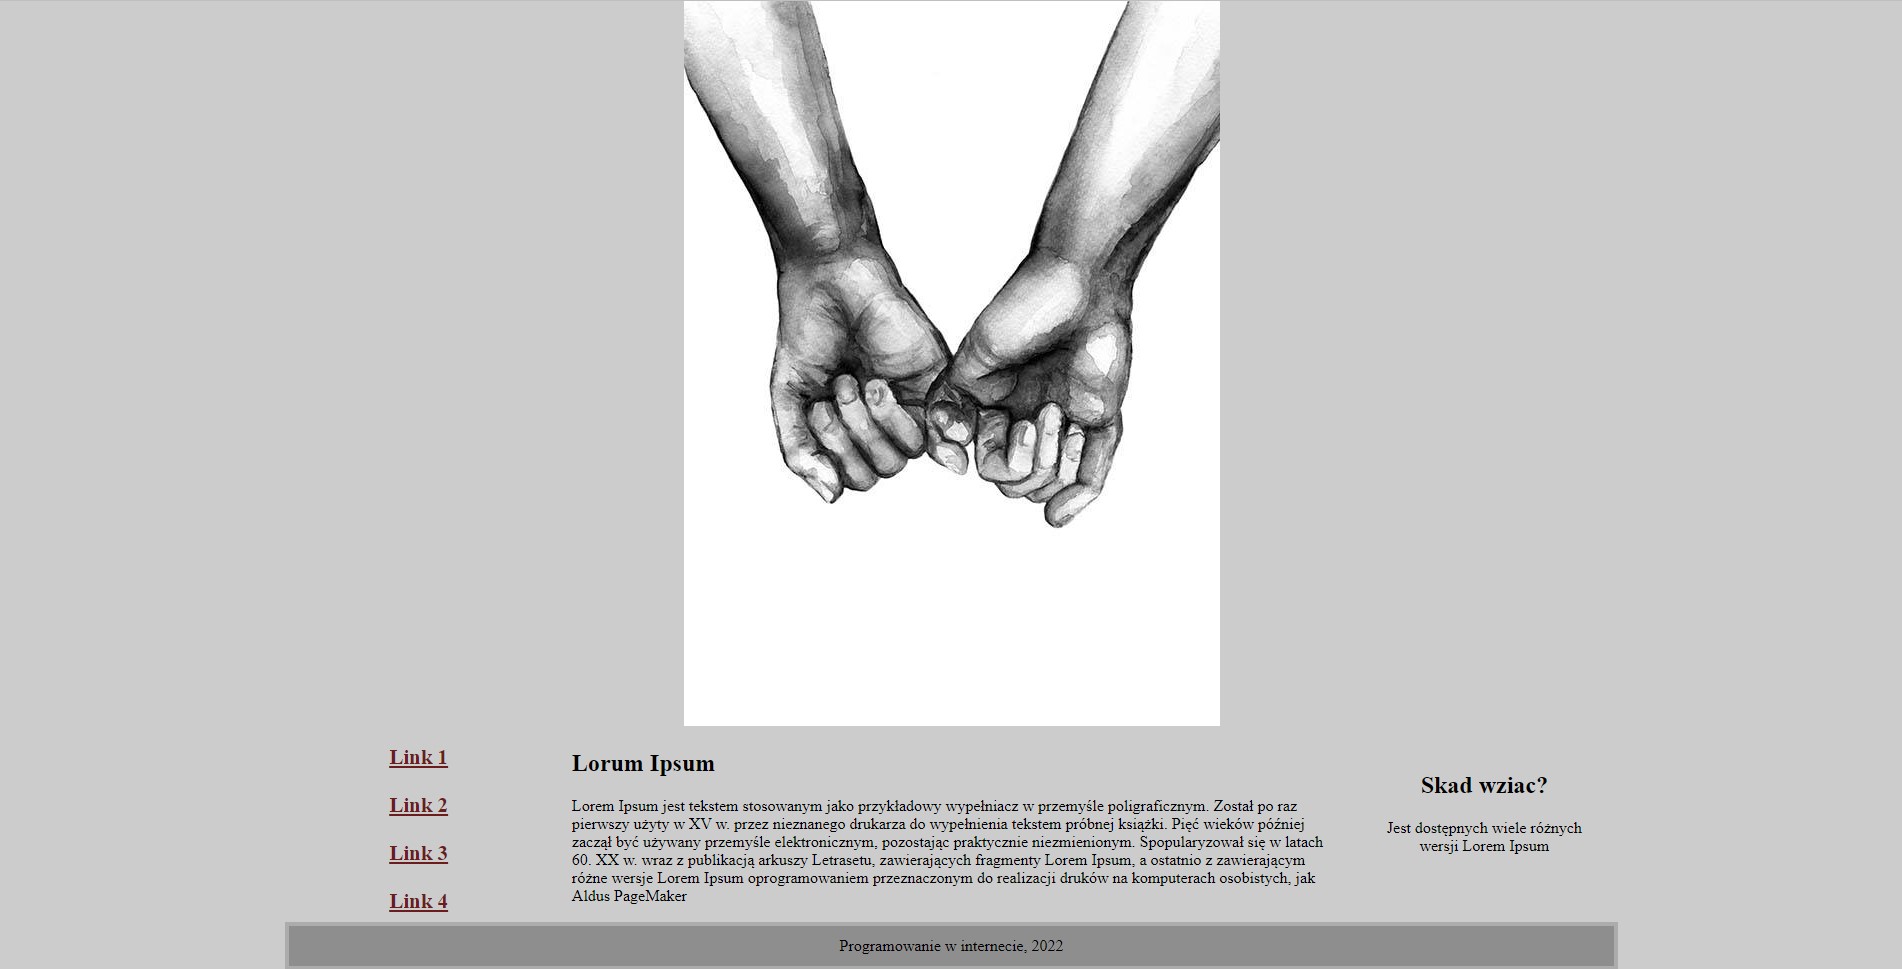 Link 1
Link 2
Link 3
Link 4
Lorum Ipsum
Lorem Ipsum jest tekstem stosowanym jako przykładowy wypełniacz w przemyśle poligraficznym. Został po raz
pierwszy użyty w XV w. przez nieznanego drukarza do wypełnienia tekstem próbnej książki. Pięć wieków później
zaczął być używany przemyśle elektronicznym, pozostając praktycznie niezmienionym. Spopularyzował się w latach
60. XX w. wraz z publikacją arkuszy Letrasetu, zawierających fragmenty Lorem Ipsum, a ostatnio z zawierającym
różne wersje Lorem Ipsum oprogramowaniem przeznaczonym do realizacji druków na komputerach osobistych, jak
Aldus PageMaker
Skad wziac?
Jest dostępnych wiele różnych
wersji Lorem Ipsum
Programowanie w internecie, 2022